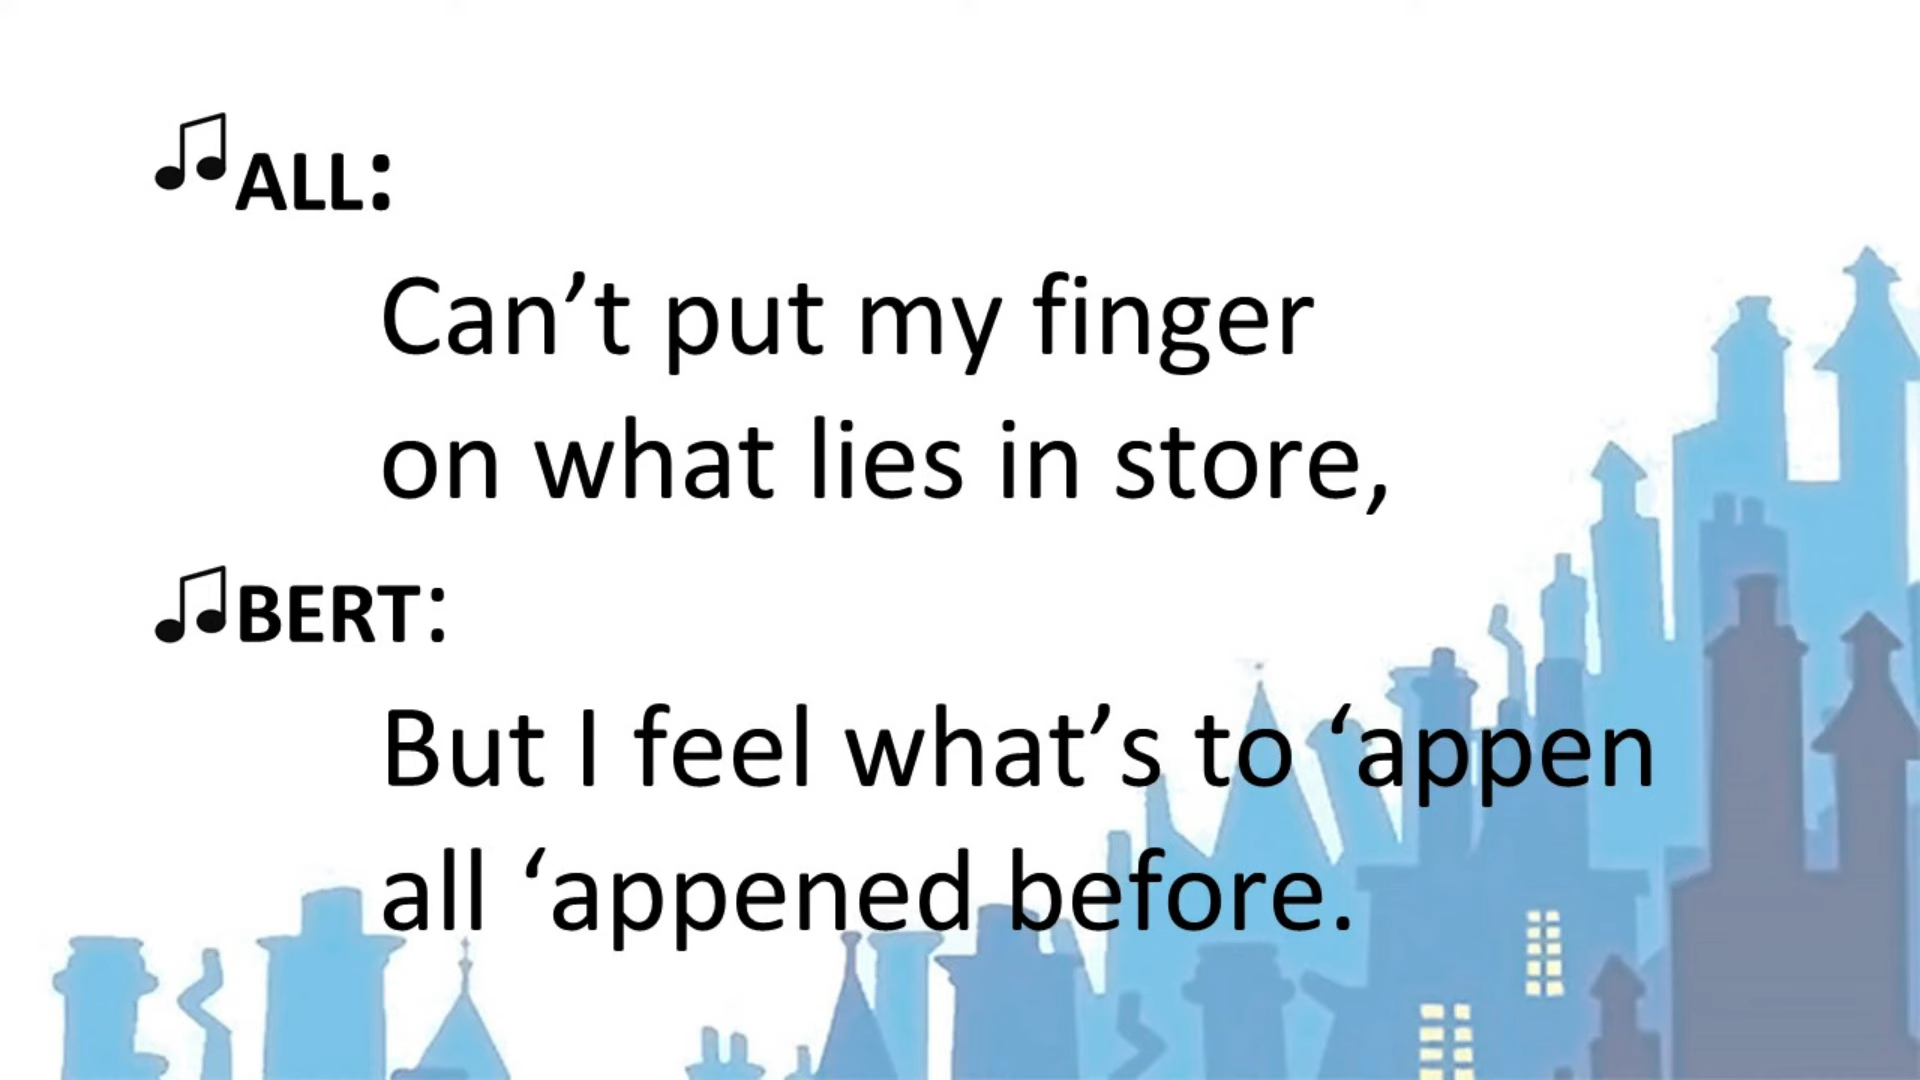 ♫ALL:
Can’t put my finger
on what lies in store,
♫BERT:
But I feel what’s to ‘appen
all ‘appened before.